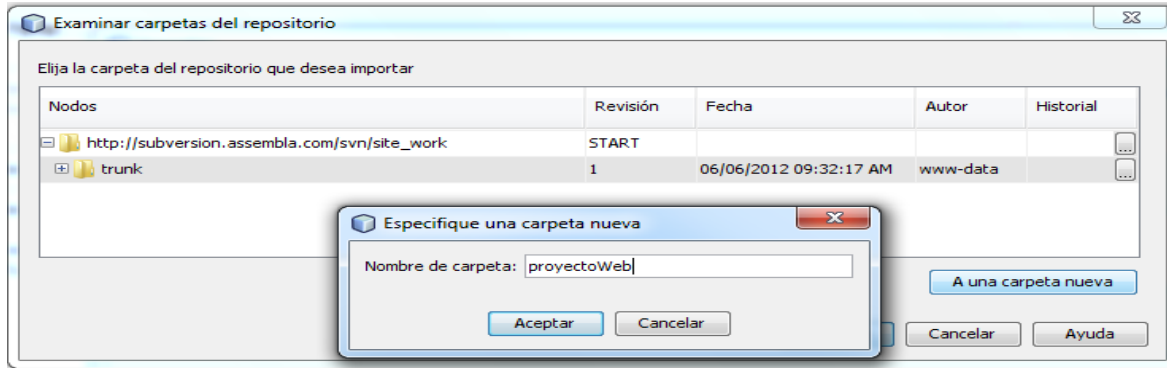 Examinar carpetas del repositorio
Elija la carpeta del repositorio que desea importar
Nodos Revisión Fecha Autor Historial
http://subversion.assembla.com/svn/site_work START ...
trunk 1 06/06/2012 09:32:17 AM www-data ...
Especifique una carpeta nueva
Nombre de carpeta: proyectoWeb
A una carpeta nueva
Aceptar Cancelar
Cancelar Ayuda